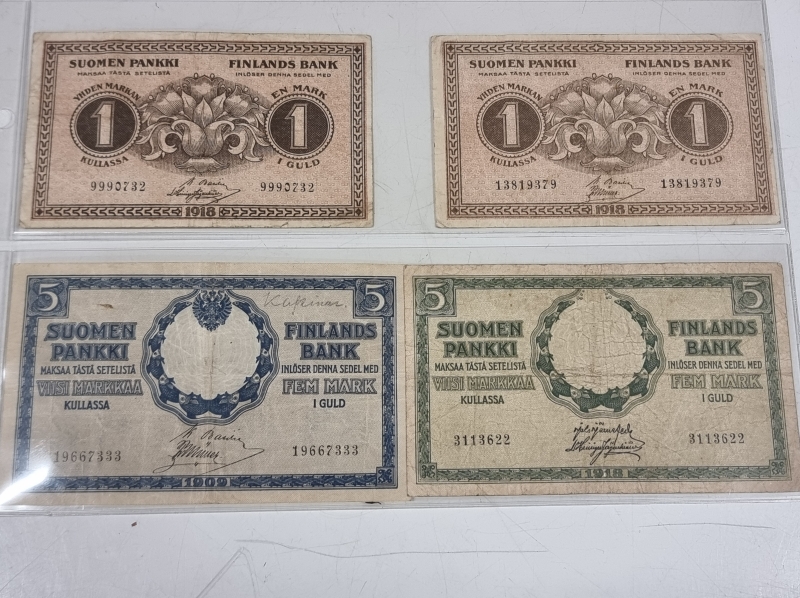 SUOMEN PANKKI FINLANDS BANK
MAKSAA TÄSTÄ SETELISTÄ INLÖSER DENNA SEDEL MED
YHDEN MARKAN EN MARK
1 1
KULLASSA I GULD
9990732 9990732
1918
SUOMEN PANKKI FINLANDS BANK
MAKSAA TÄSTÄ SETELISTÄ INLÖSER DENNA SEDEL MED
YHDEN MARKAN EN MARK
1 1
KULLASSA I GULD
13819379 13819379
1918
5 5
SUOMEN FINLANDS
PANKKI BANK
MAKSAA TÄSTÄ SETELISTÄ INLÖSER DENNA SEDEL MED
VIISI MARKKAA FEM MARK
KULLASSA I GULD
19667333 19667333
1909
5 5
SUOMEN FINLANDS
PANKKI BANK
MAKSAA TÄSTÄ SETELISTÄ INLÖSER DENNA SEDEL MED
VIISI MARKKAA FEM MARK
KULLASSA I GULD
3113622 3113622
1918